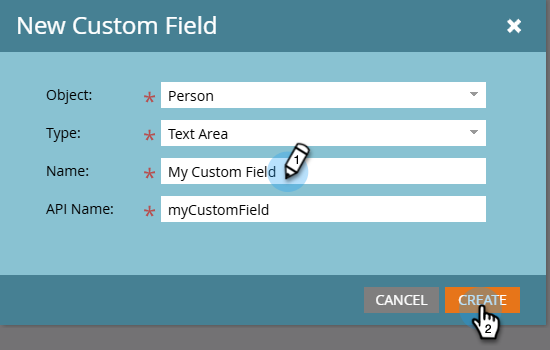 New Custom Field
Object: * Person
Type: * Text Area
Name: * My Custom Field
1
API Name: * myCustomField
CANCEL CREATE
2